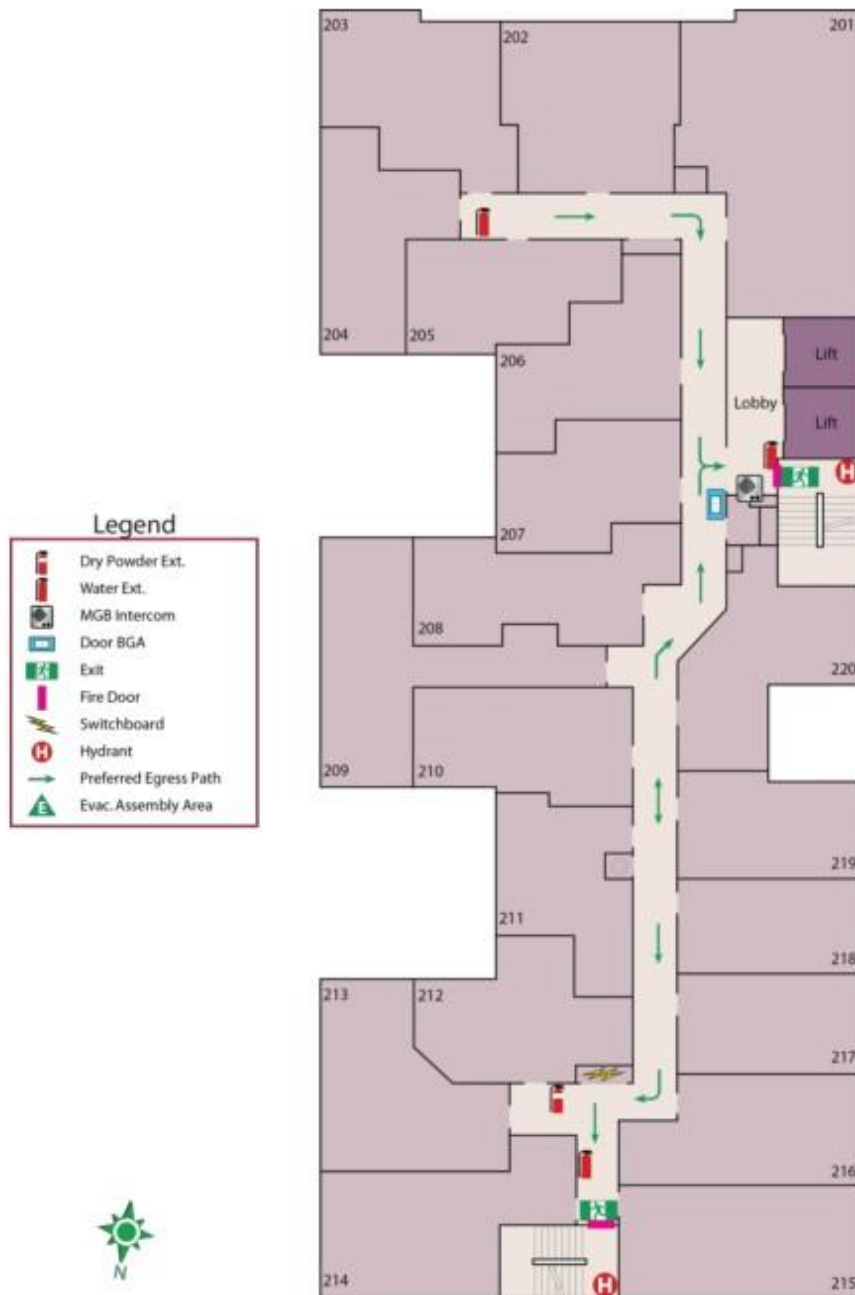 203
202
201
204
205
206
Lift
Lobby
Lift
H
207
208
220
209
210
219
211
218
213
212
217
216
214
H
215
Legend
Dry Powder Ext.
Water Ext.
MGB Intercom
Door BGA
Exit
Fire Door
Switchboard
H
Hydrant
Preferred Egress Path
E
Evac. Assembly Area
N